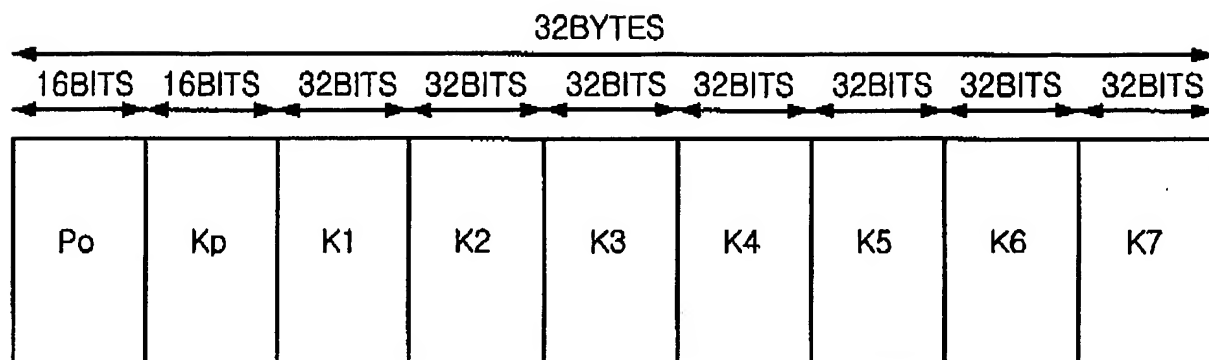 32BYTES
16BITS 16BITS 32BITS 32BITS 32BITS 32BITS 32BITS 32BITS 32BITS
Po Kp K1 K2 K3 K4 K5 K6 K7